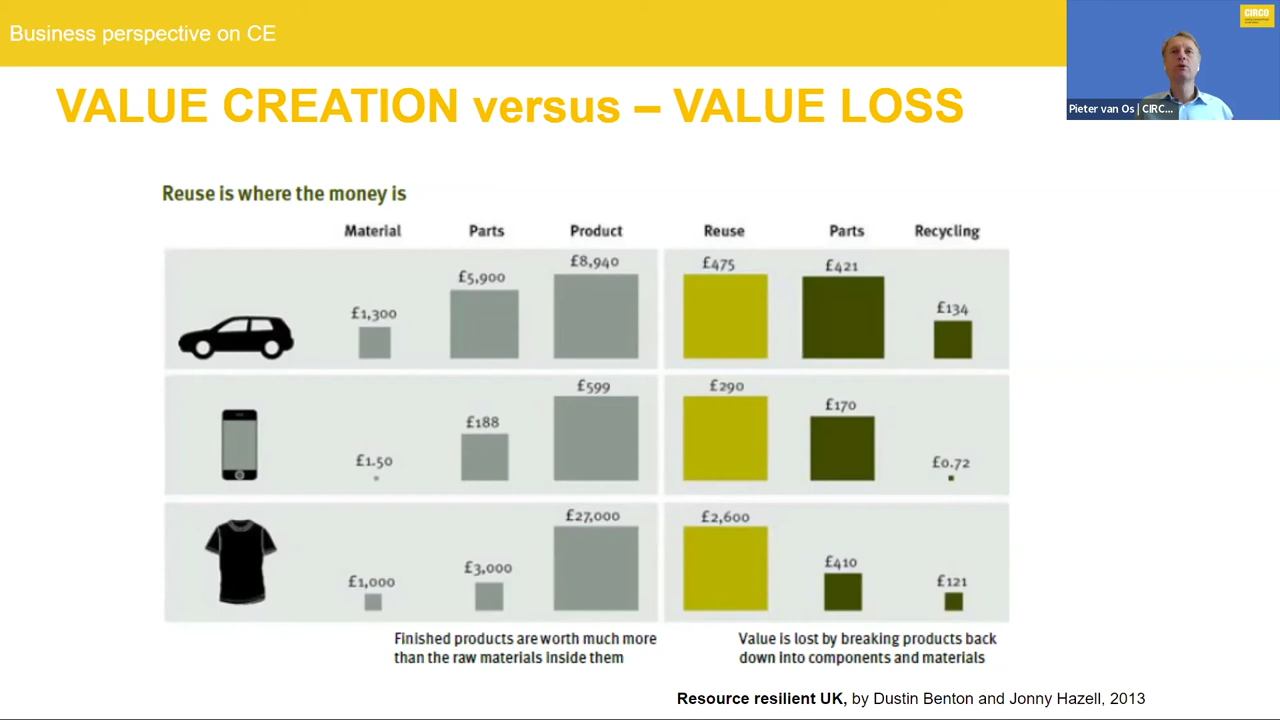 Business perspective on CE
CIRCO
VALUE CREATION versus – VALUE LOSS
Pieter van Os | CIRC...
Reuse is where the money is
Material Parts Product Reuse Parts Recycling
£1,300 £5,900 £8,940 £475 £421 £134
£1.50 £188 £599 £290 £170 £0.72
£1,000 £3,000 £27,000 £2,600 £410 £121
Finished products are worth much more
than the raw materials inside them
Value is lost by breaking products back
down into components and materials
Resource resilient UK, by Dustin Benton and Jonny Hazell, 2013